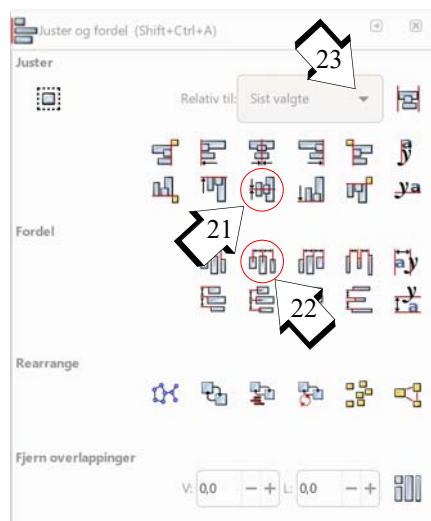 Juster og fordel (Shift+Ctrl+A)
23
Juster
Relativ til: Sist valgte
y a
21
Fordel
a y
22
y a
Rearrange
Fjern overlappinger
V: 0,0 − + L: 0,0 − +